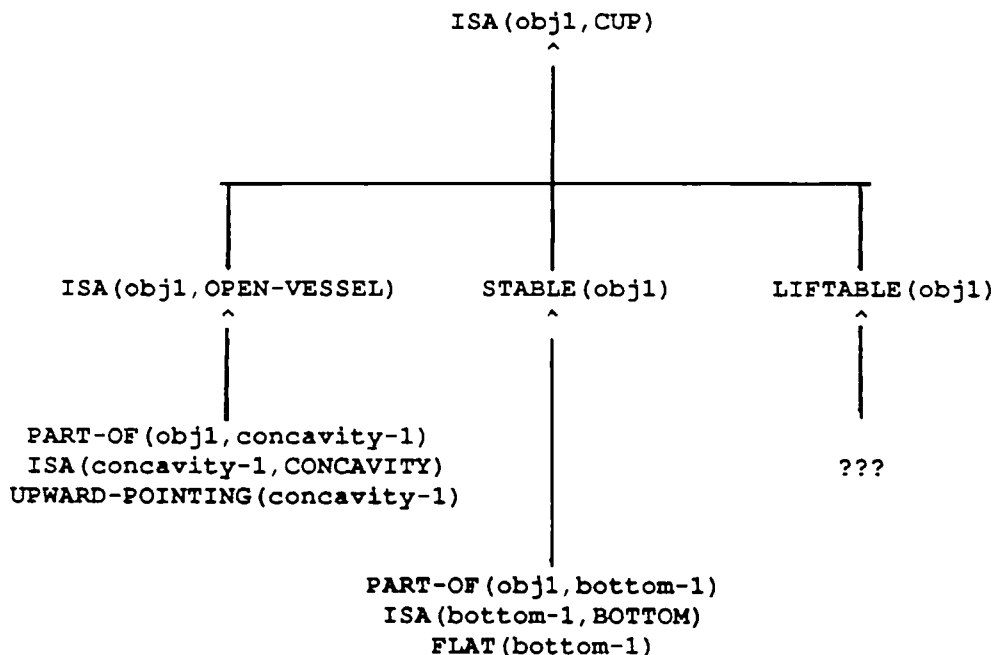 ISA(obj1,CUP)
^
ISA(obj1,OPEN-VESSEL) STABLE(obj1) LIFTABLE(obj1)
^ ^ ^
PART-OF(obj1,concavity-1)
ISA(concavity-1,CONCAVITY)
UPWARD-POINTING(concavity-1)
???
PART-OF(obj1,bottom-1)
ISA(bottom-1,BOTTOM)
FLAT(bottom-1)